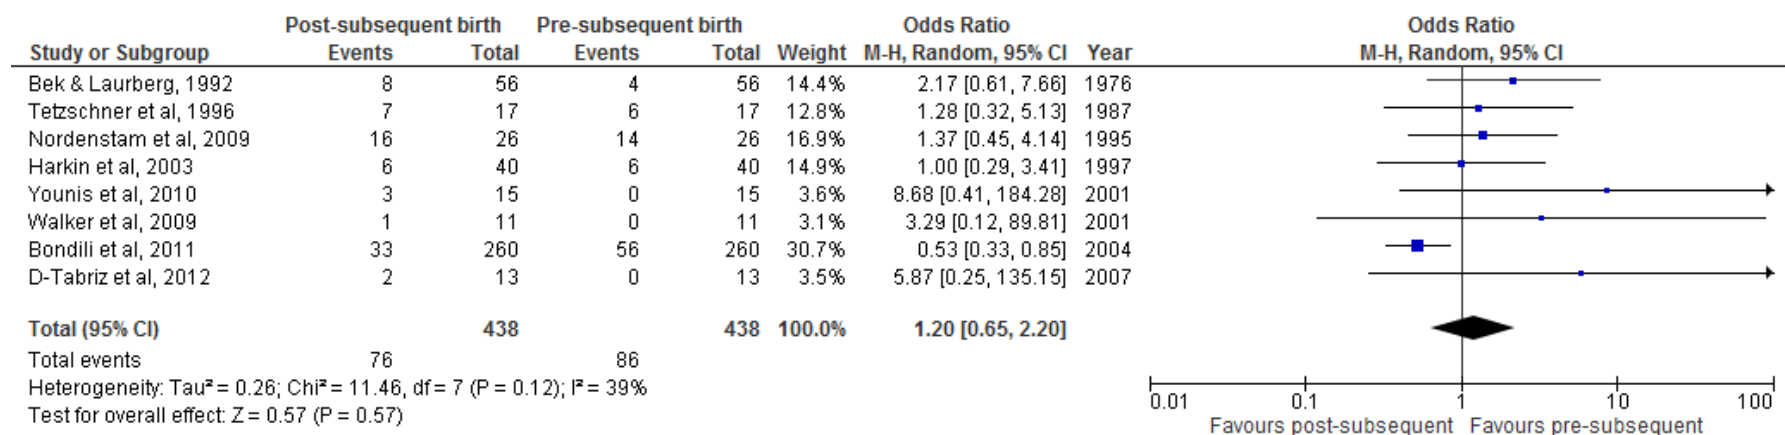 Post-subsequent birth Pre-subsequent birth Odds Ratio Odds Ratio
Study or Subgroup Events Total Events Total Weight M-H, Random, 95% CI Year M-H, Random, 95% CI
Bek & Laurberg, 1992 8 56 4 56 14.4% 2.17 [0.61, 7.66] 1976
Tetzschner et al, 1996 7 17 6 17 12.8% 1.28 [0.32, 5.13] 1987
Nordenstam et al, 2009 16 26 14 26 16.9% 1.37 [0.45, 4.14] 1995
Harkin et al, 2003 6 40 6 40 14.9% 1.00 [0.29, 3.41] 1997
Younis et al, 2010 3 15 0 15 3.6% 8.68 [0.41, 184.28] 2001
Walker et al, 2009 1 11 0 11 3.1% 3.29 [0.12, 89.81] 2001
Bondili et al, 2011 33 260 56 260 30.7% 0.53 [0.33, 0.85] 2004
D-Tabriz et al, 2012 2 13 0 13 3.5% 5.87 [0.25, 135.15] 2007
Total (95% CI) 438 438 100.0% 1.20 [0.65, 2.20]
Total events 76 86
Heterogeneity: Tau² = 0.26; Chi² = 11.46, df = 7 (P = 0.12); I² = 39%
Test for overall effect: Z = 0.57 (P = 0.57)
0.01 0.1 1 10 100
Favours post-subsequent Favours pre-subsequent